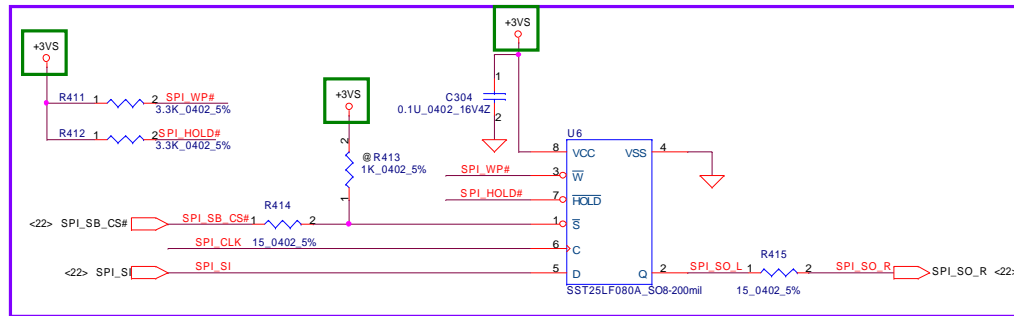 +3VS
+3VS
+3VS
R411 1 2 SPI_WP#
3.3K_0402_5%
R412 1 2 SPI_HOLD#
3.3K_0402_5%
1
C304
0.1U_0402_16V4Z
2
2
@R413
1K_0402_5%
1
U6
8 VCC VSS 4
SPI_WP# 3 W
SPI_HOLD# 7 HOLD
<22> SPI_SB_CS# SPI_SB_CS# 1 R414 2 1 S
15_0402_5%
SPI_CLK 6 C
<22> SPI_SI SPI_SI 5 D Q 2 SPI_SO_L 1 R415 2 SPI_SO_R SPI_SO_R <22>
15_0402_5%
SST25LF080A_SO8-200mil